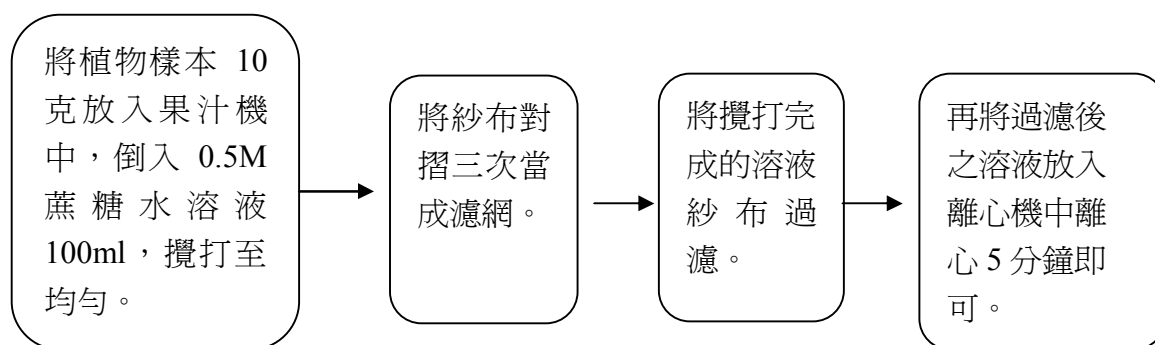 將植物樣本 10
克放入果汁機
中，倒入 0.5M
蔗糖水溶液
100ml，攪打至
均勻。
將紗布對
摺三次當
成濾網。
將攪打完
成的溶液
紗布過
濾。
再將過濾後
之溶液放入
離心機中離
心 5 分鐘即
可。